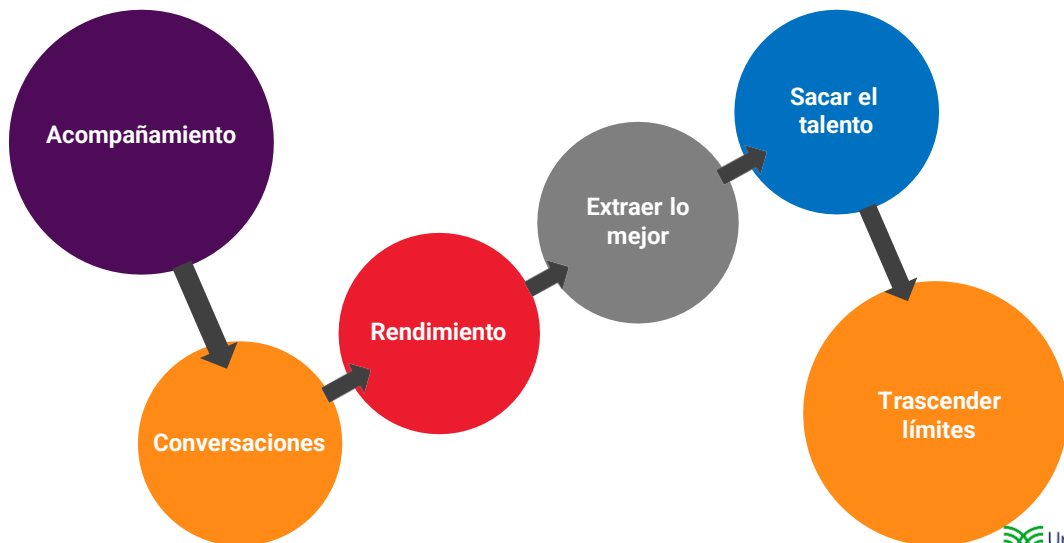 Acompañamiento
Conversaciones
Rendimiento
Extraer lo
mejor
Sacar el
talento
Trascender
límites